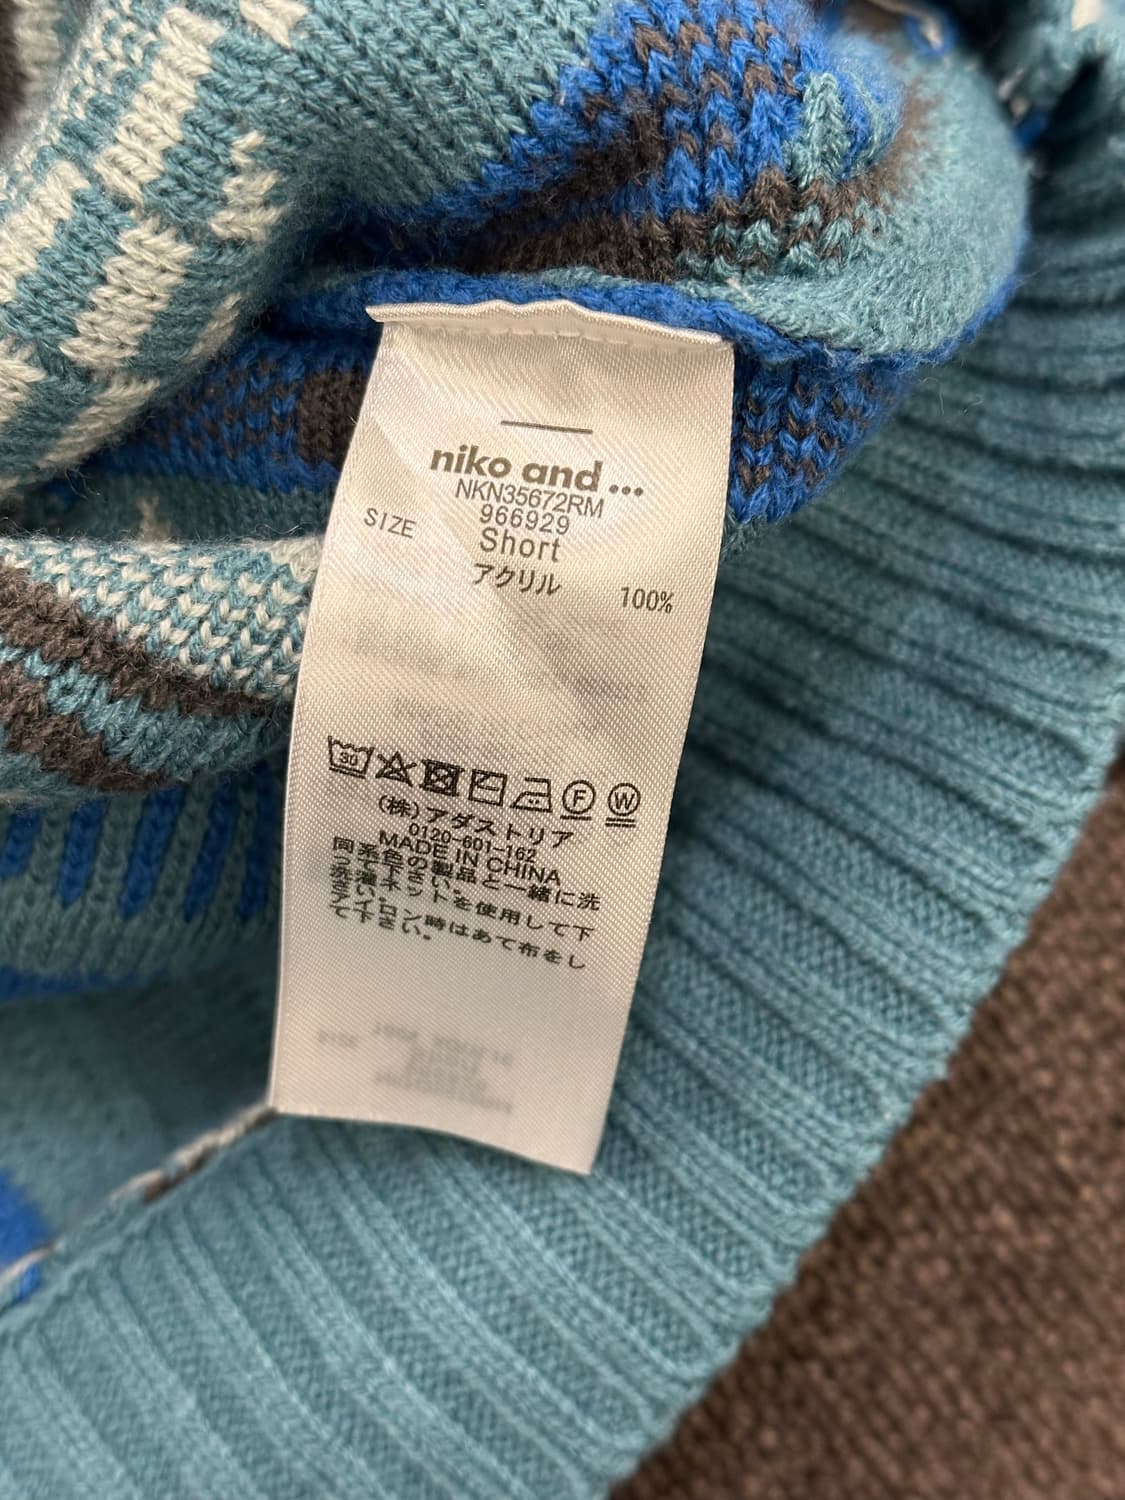 niko and ...
NKN35672RM
966929
SIZE Short
アクリル 100%
30
F W
(株)アダストリア
0120-601-162
MADE IN CHINA
同系色の製品と一緒に洗
って下さい。
洗濯ネットを使用して下
さい。
アイロン時はあて布をし
て下さい。